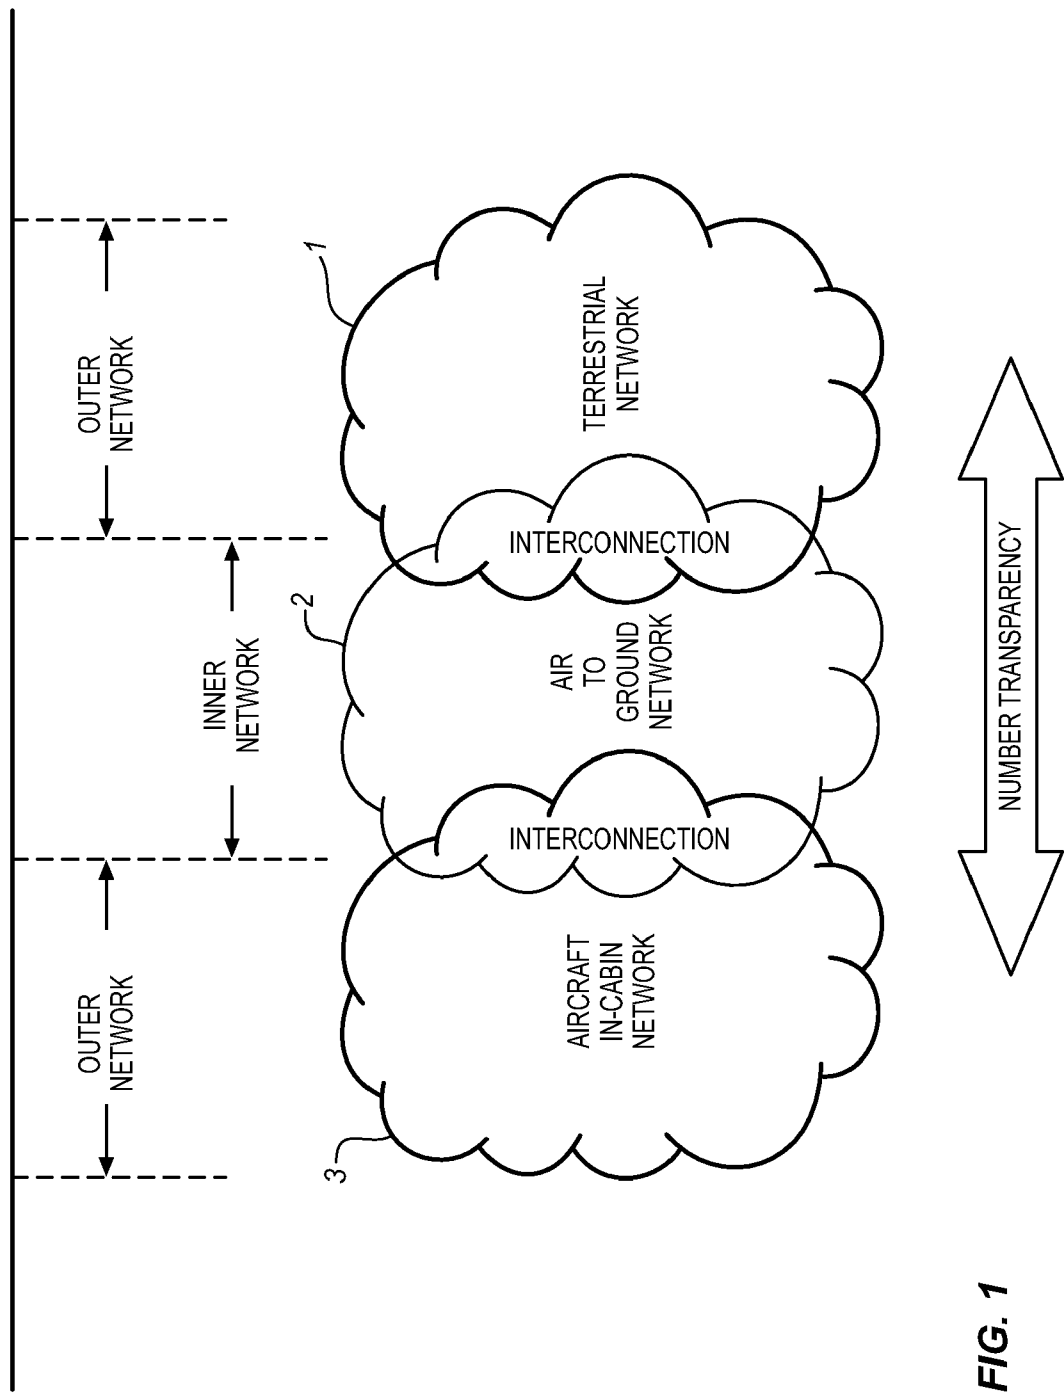 OUTER
NETWORK
INNER
NETWORK
OUTER
NETWORK
3
2
1
AIRCRAFT
IN-CABIN
NETWORK
INTERCONNECTION
AIR
TO
GROUND
NETWORK
INTERCONNECTION
TERRESTRIAL
NETWORK
NUMBER TRANSPARENCY
FIG. 1